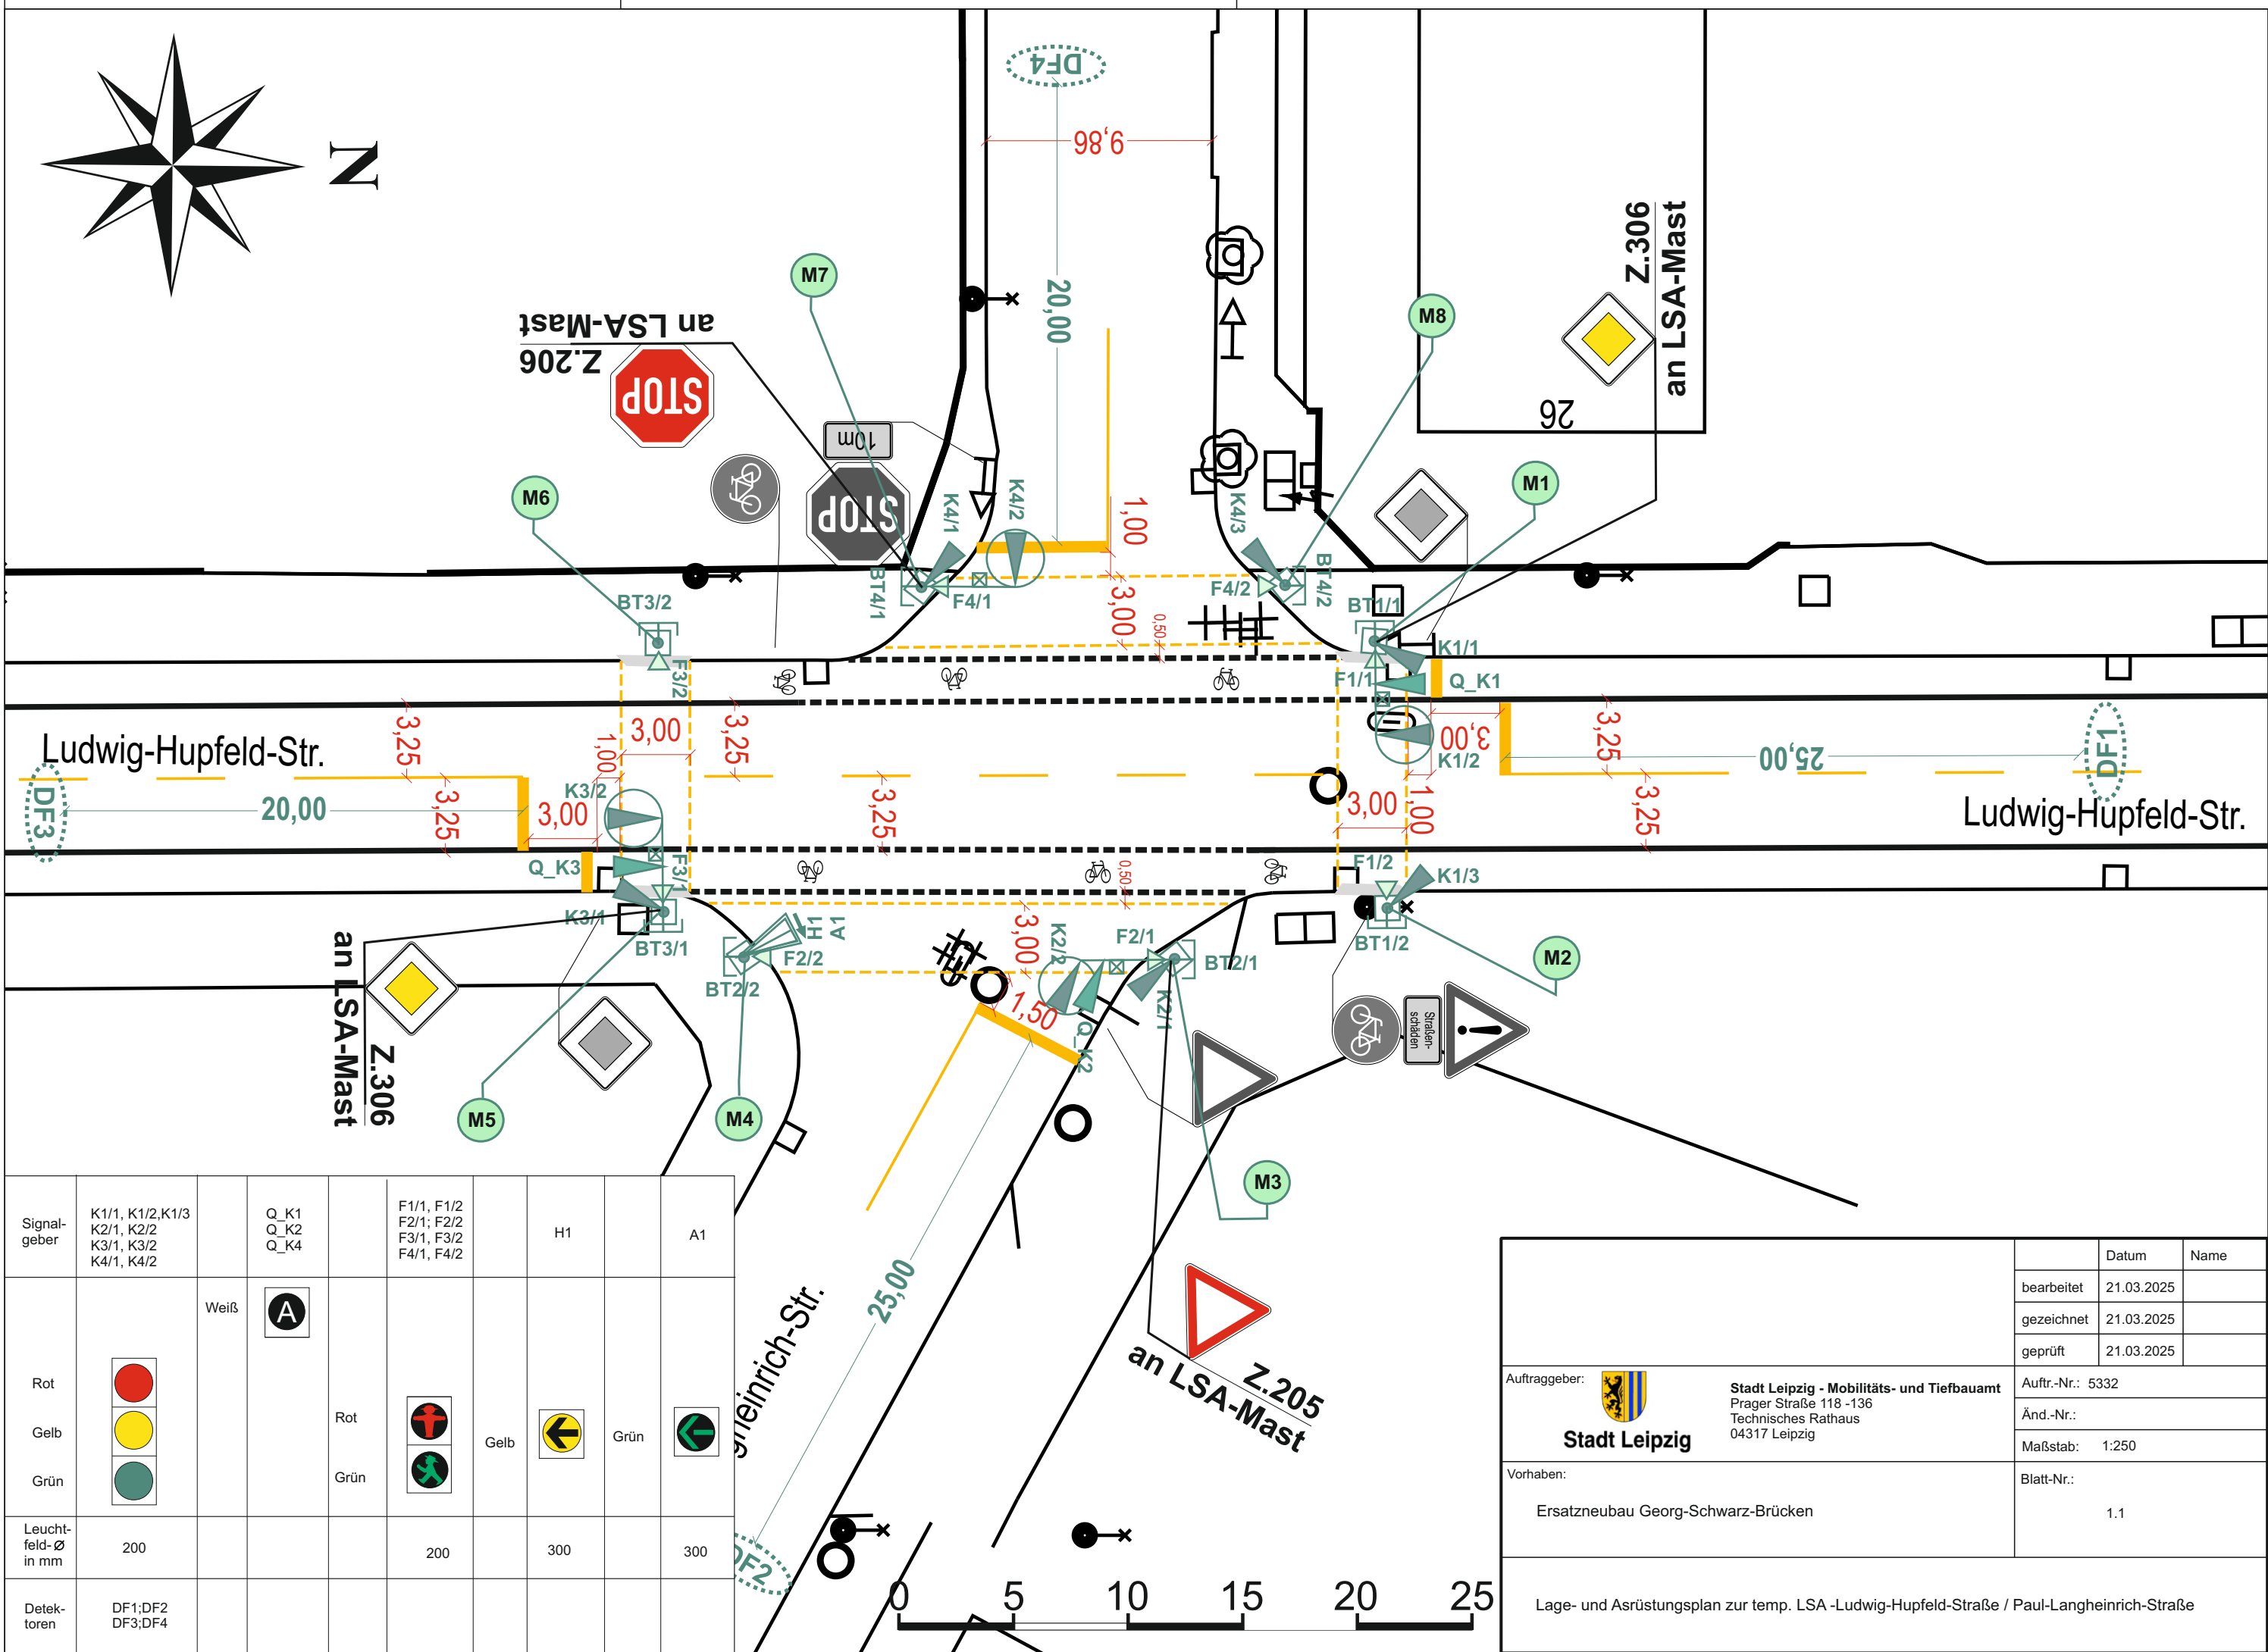 DF4
9,86
N
20,00
Z.306
an LSA-Mast
M7
M8
an LSA-Mast
Z.206
STOP
26
10m
STOP
M6
M1
K4/1
K4/2
1,00
K4/3
BT4/1
F4/1
F4/2
BT4/2
3,00
0,50
BT3/2
BT1/1
K1/1
F3/2
F1/1
Q_K1
3,25
3,00
3,25
3,00
3,25
1,00
K1/2
25,00
DF1
Ludwig-Hupfeld-Str.
DF3
20,00
3,25
3,00
K3/2
3,25
3,00
1,00
3,25
Ludwig-Hupfeld-Str.
Q_K3
F3/1
0,50
F1/2
K1/3
K3/1
BT3/1
H1
A1
F2/2
BT2/2
3,00
K2/2
F2/1
BT2/1
K2/1
BT1/2
M2
1,50
Q_K2
Straßen-
schäden
Z.306
an LSA-Mast
M5
M4
M3
25,00
Z.205
an LSA-Mast
gheinrich-Str.
DF2
Signal-
geber
K1/1, K1/2,K1/3
K2/1, K2/2
K3/1, K3/2
K4/1, K4/2
Q_K1
Q_K2
Q_K4
F1/1, F1/2
F2/1; F2/2
F3/1, F3/2
F4/1, F4/2
H1
A1
Weiß
A
Rot
Gelb
Grün
Rot
Grün
Gelb
Grün
Leucht-
feld-Ø
in mm
200
200
300
300
Detek-
toren
DF1;DF2
DF3;DF4
0 5 10 15 20 25
Datum Name
bearbeitet 21.03.2025
gezeichnet 21.03.2025
geprüft 21.03.2025
Auftraggeber:
Stadt Leipzig
Stadt Leipzig - Mobilitäts- und Tiefbauamt
Prager Straße 118 -136
Technisches Rathaus
04317 Leipzig
Auftr.-Nr.: 5332
Änd.-Nr.:
Maßstab: 1:250
Vorhaben:
Ersatzneubau Georg-Schwarz-Brücken
Blatt-Nr.:
1.1
Lage- und Asrüstungsplan zur temp. LSA -Ludwig-Hupfeld-Straße / Paul-Langheinrich-Straße